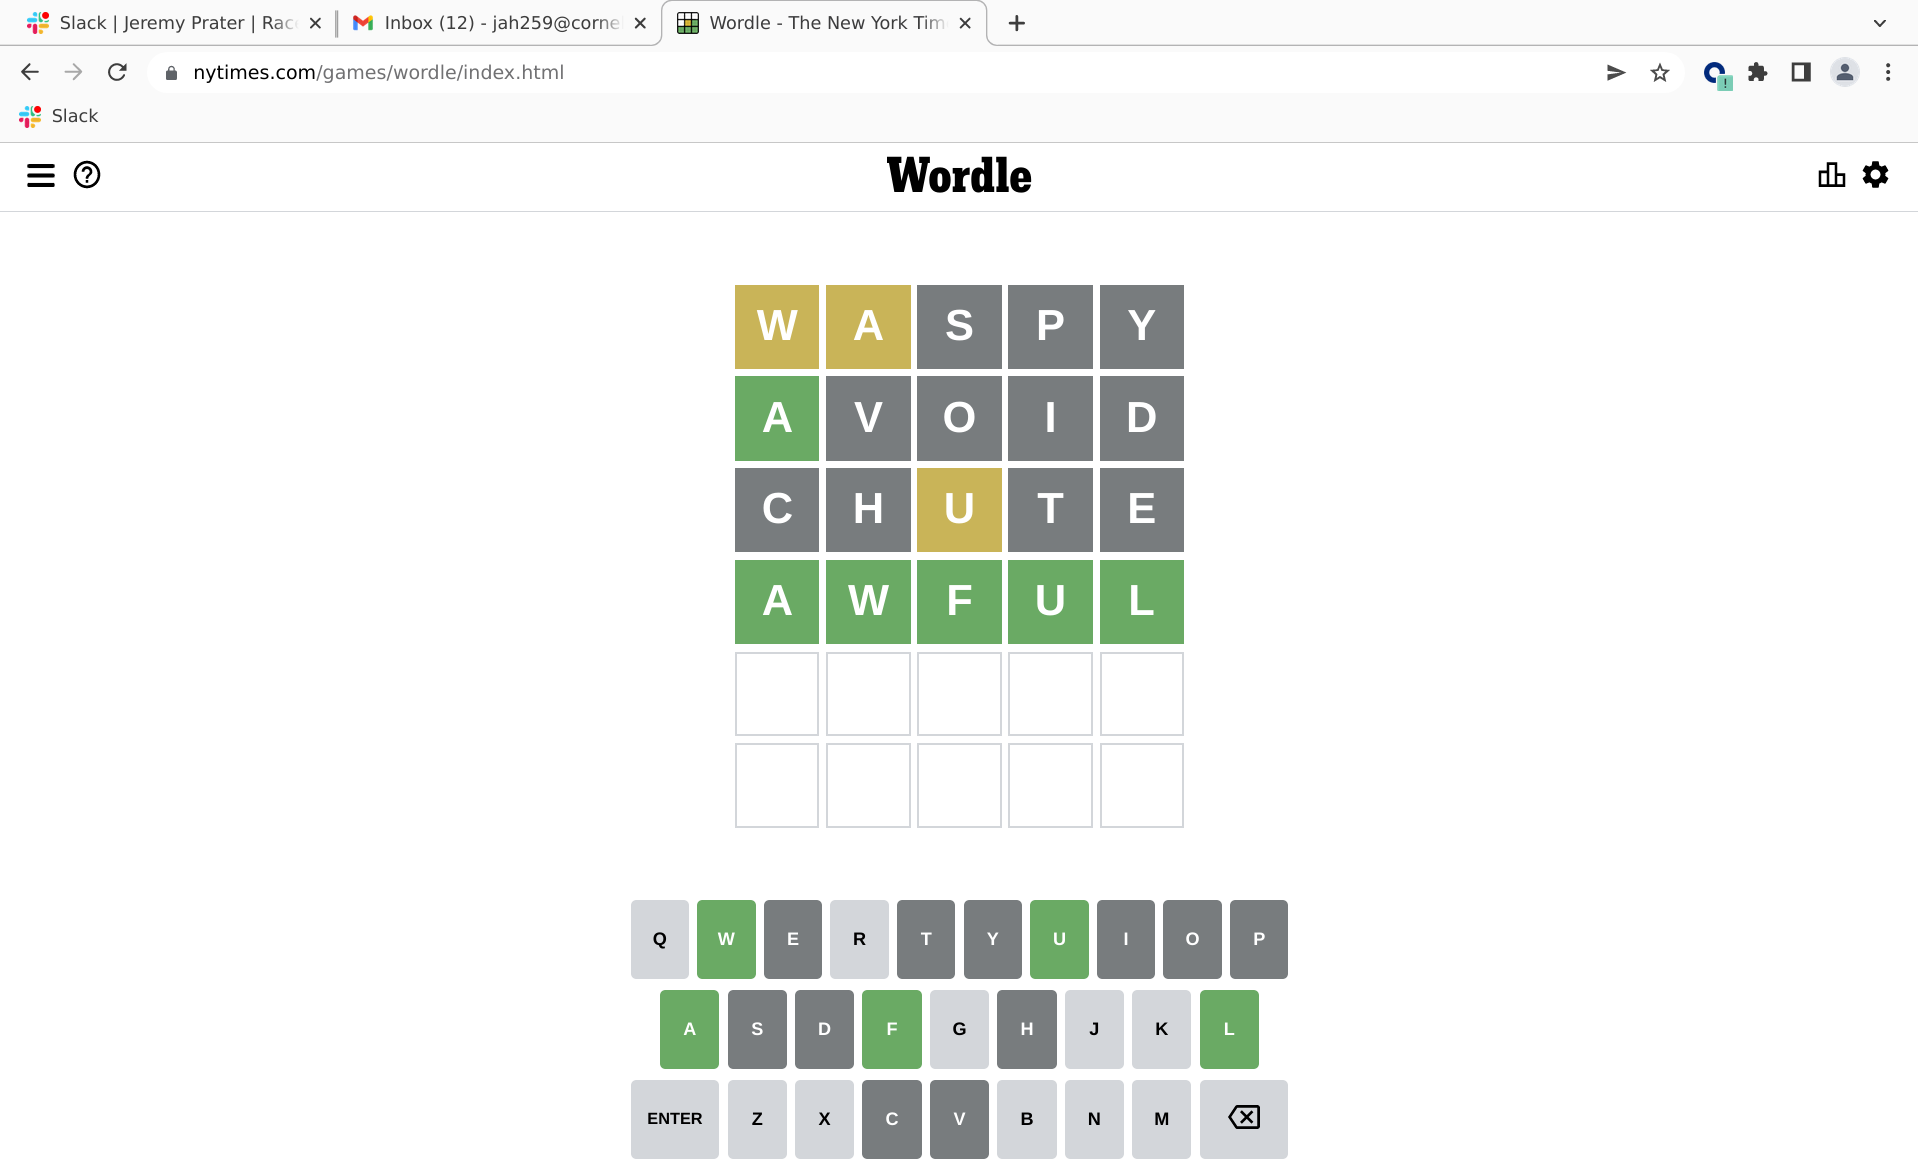 Slack | Jeremy Prater | Rac
Inbox (12) - jah259@corne
Wordle - The New York Tim
nytimes.com/games/wordle/index.html
Slack
Wordle
W A S P Y
A V O I D
C H U T E
A W F U L
Q W E R T Y U I O P
A S D F G H J K L
ENTER Z X C V B N M